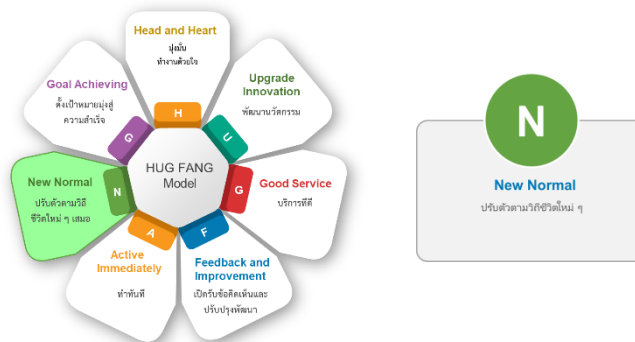 Head and Heart
มุ่งมั่น
ทำงานด้วยใจ
H
Upgrade
Innovation
พัฒนานวัตกรรม
U
Good Service
บริการที่ดี
G
Feedback and
Improvement
เปิดรับข้อคิดเห็นและ
ปรับปรุงพัฒนา
F
Active
Immediately
ทำทันที
A
New Normal
ปรับตัวตามวิถี
ชีวิตใหม่ ๆ เสมอ
N
Goal Achieving
ตั้งเป้าหมายมุ่งสู่
ความสำเร็จ
G
HUG FANG
Model
N
New Normal
ปรับตัวตามวิถีชีวิตใหม่ ๆ